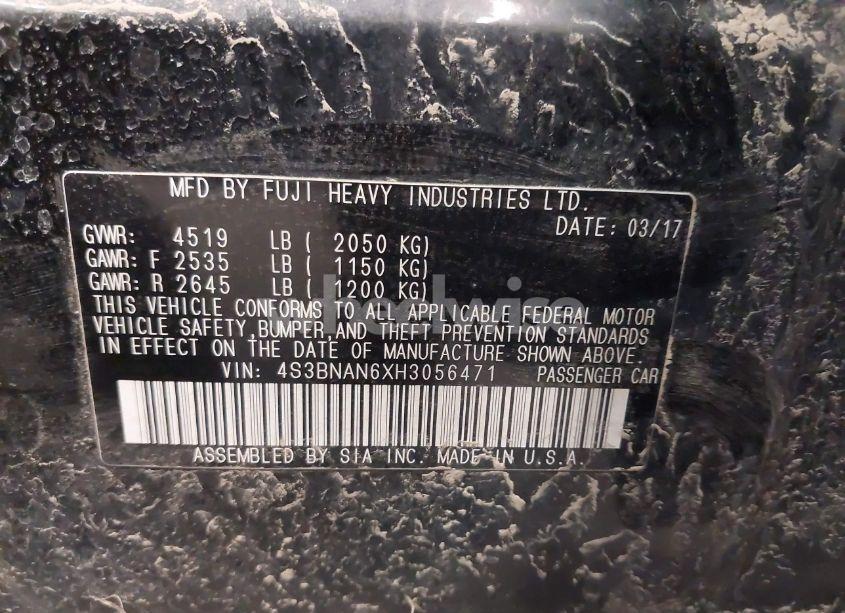 MFD BY FUJI HEAVY INDUSTRIES LTD.
DATE: 03/17
GVWR: 4519 LB ( 2050 KG)
GAWR: F 2535 LB ( 1150 KG)
GAWR: R 2645 LB ( 1200 KG)
THIS VEHICLE CONFORMS TO ALL APPLICABLE FEDERAL MOTOR
VEHICLE SAFETY, BUMPER, AND THEFT PREVENTION STANDARDS
IN EFFECT ON THE DATE OF MANUFACTURE SHOWN ABOVE.
VIN: 4S3BNAN6XH3056471 PASSENGER CAR
ASSEMBLED BY SIA INC. MADE IN U.S.A.